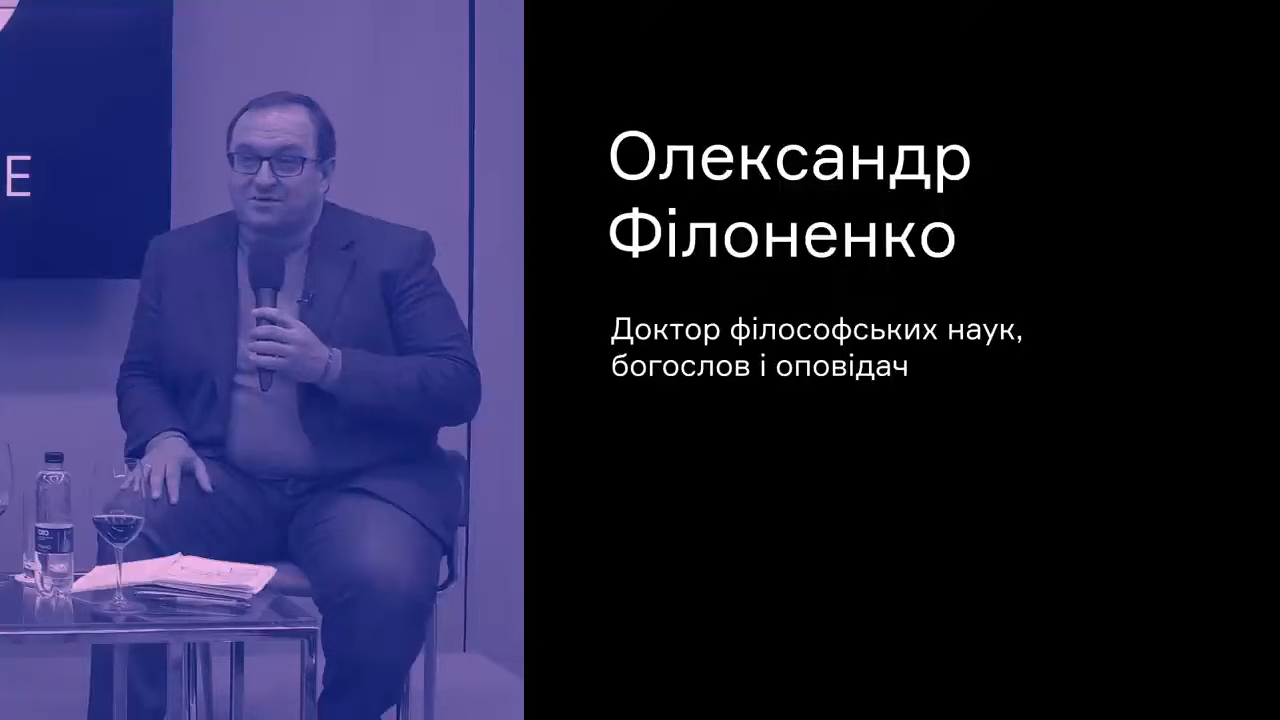 E
Олександр
Філоненко
Доктор філософських наук,
богослов і оповідач